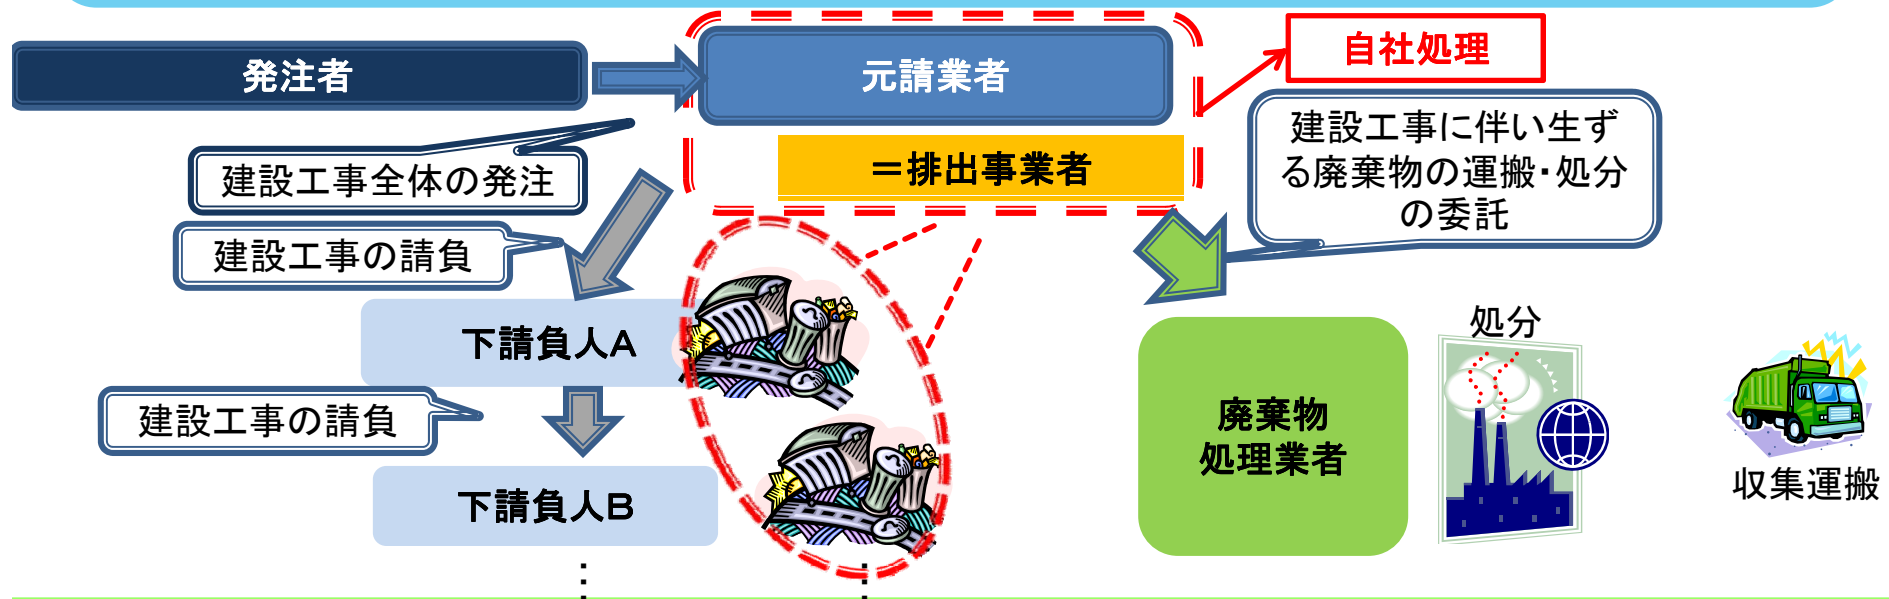 発注者
元請業者
自社処理
＝排出事業者
建設工事全体の発注
建設工事に伴い生ず
る廃棄物の運搬・処分
の委託
建設工事の請負
下請負人Ａ
建設工事の請負
下請負人Ｂ
廃棄物
処理業者
処分
収集運搬